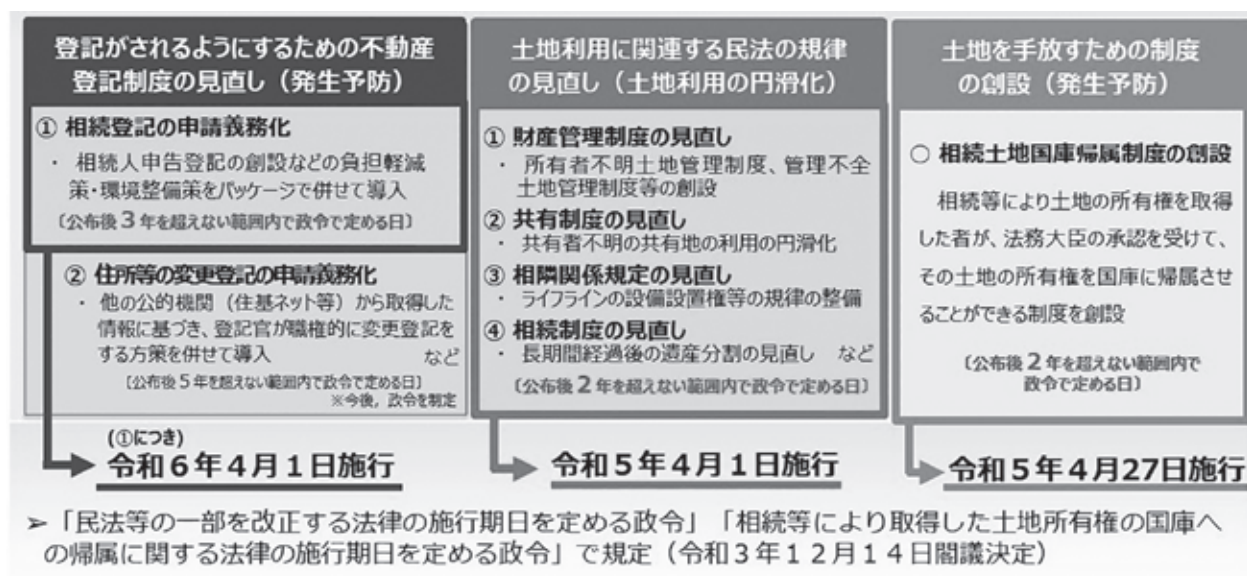 登記がされるようにするための不動産
登記制度の見直し（発生予防）
① 相続登記の申請義務化
・ 相続人申告登記の創設などの負担軽減
策・環境整備策をパッケージで併せて導入
〔公布後３年を超えない範囲内で政令で定める日〕
② 住所等の変更登記の申請義務化
・ 他の公的機関（住基ネット等）から取得した
情報に基づき、登記官が職権的に変更登記を
する方策を併せて導入 など
〔公布後５年を超えない範囲内で政令で定める日〕
※今後，政令を制定
(①につき)
令和６年４月１日施行
土地利用に関連する民法の規律
の見直し（土地利用の円滑化）
① 財産管理制度の見直し
・ 所有者不明土地管理制度、管理不全
土地管理制度等の創設
② 共有制度の見直し
・ 共有者不明の共有地の利用の円滑化
③ 相隣関係規定の見直し
・ ライフラインの設備設置権等の規律の整備
④ 相続制度の見直し
・ 長期間経過後の遺産分割の見直し など
〔公布後２年を超えない範囲内で政令で定める日〕
令和５年４月１日施行
土地を手放すための制度
の創設（発生予防）
○ 相続土地国庫帰属制度の創設
相続等により土地の所有権を取得
した者が、法務大臣の承認を受けて、
その土地の所有権を国庫に帰属させ
ることができる制度を創設
〔公布後２年を超えない範囲内で
政令で定める日〕
令和５年４月27日施行
➢「民法等の一部を改正する法律の施行期日を定める政令」「相続等により取得した土地所有権の国庫へ
の帰属に関する法律の施行期日を定める政令」で規定（令和３年１２月１４日閣議決定）